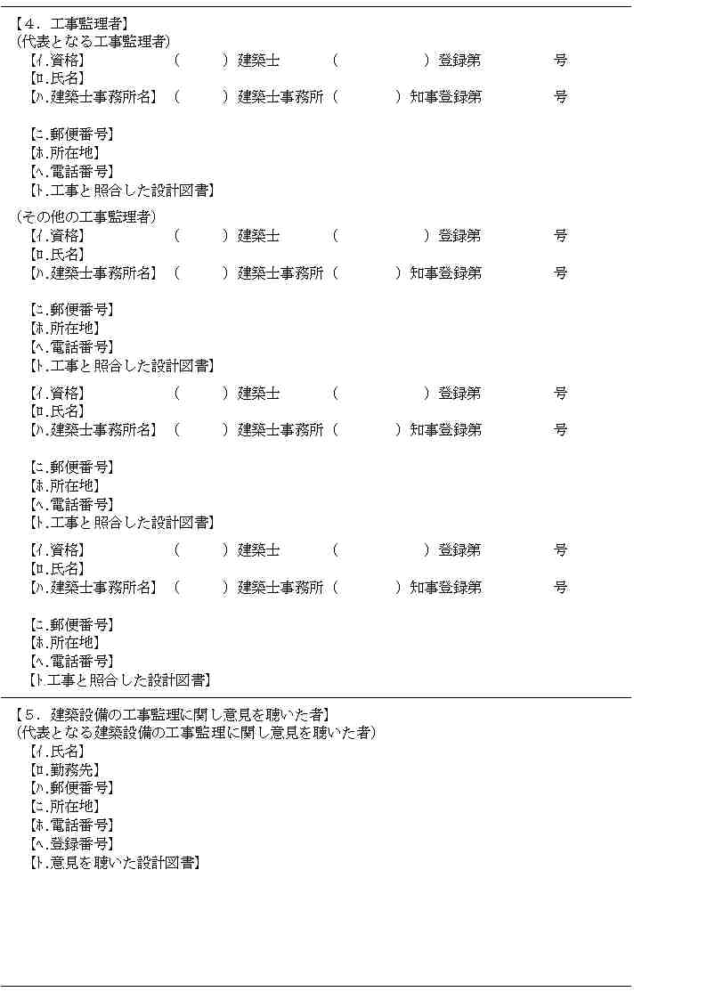 【４．工事監理者】
(代表となる工事監理者)
【ｲ.資格】 (　　　) 建築士 (　　　　　　) 登録第　　　　　号
【ﾛ.氏名】
【ﾊ.建築士事務所名】 (　　　) 建築士事務所 (　　　　) 知事登録第　　　　　号
【ﾆ.郵便番号】
【ﾎ.所在地】
【ﾍ.電話番号】
【ﾄ.工事と照合した設計図書】
(その他の工事監理者)
【ｲ.資格】 (　　　) 建築士 (　　　　　　) 登録第　　　　　号
【ﾛ.氏名】
【ﾊ.建築士事務所名】 (　　　) 建築士事務所 (　　　　) 知事登録第　　　　　号
【ﾆ.郵便番号】
【ﾎ.所在地】
【ﾍ.電話番号】
【ﾄ.工事と照合した設計図書】
【ｲ.資格】 (　　　) 建築士 (　　　　　　) 登録第　　　　　号
【ﾛ.氏名】
【ﾊ.建築士事務所名】 (　　　) 建築士事務所 (　　　　) 知事登録第　　　　　号
【ﾆ.郵便番号】
【ﾎ.所在地】
【ﾍ.電話番号】
【ﾄ.工事と照合した設計図書】
【ｲ.資格】 (　　　) 建築士 (　　　　　　) 登録第　　　　　号
【ﾛ.氏名】
【ﾊ.建築士事務所名】 (　　　) 建築士事務所 (　　　　) 知事登録第　　　　　号
【ﾆ.郵便番号】
【ﾎ.所在地】
【ﾍ.電話番号】
【ﾄ.工事と照合した設計図書】
【５．建築設備の工事監理に関し意見を聴いた者】
(代表となる建築設備の工事監理に関し意見を聴いた者)
【ｲ.氏名】
【ﾛ.勤務先】
【ﾊ.郵便番号】
【ﾆ.所在地】
【ﾎ.電話番号】
【ﾍ.登録番号】
【ﾄ.意見を聴いた設計図書】